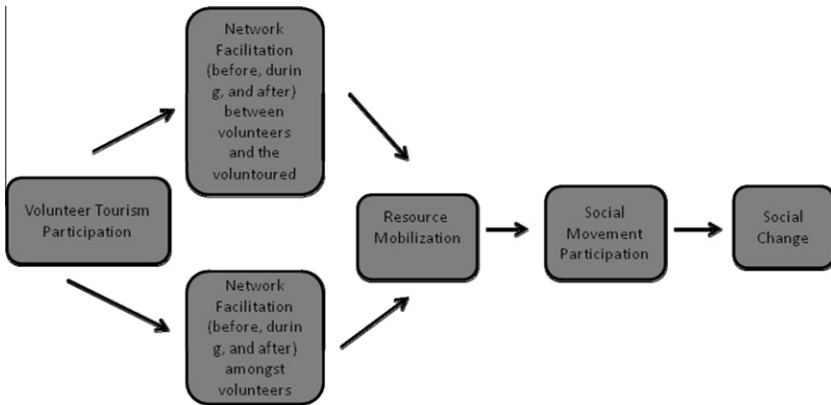 Network
Facilitation
(before, durin
g, and after)
between
volunteers
and the
voluntoured
Volunteer Tourism
Participation
Resource
Mobilization
Social
Movement
Participation
Social
Change
Network
Facilitation
(before, durin
g, and after)
amongst
volunteers